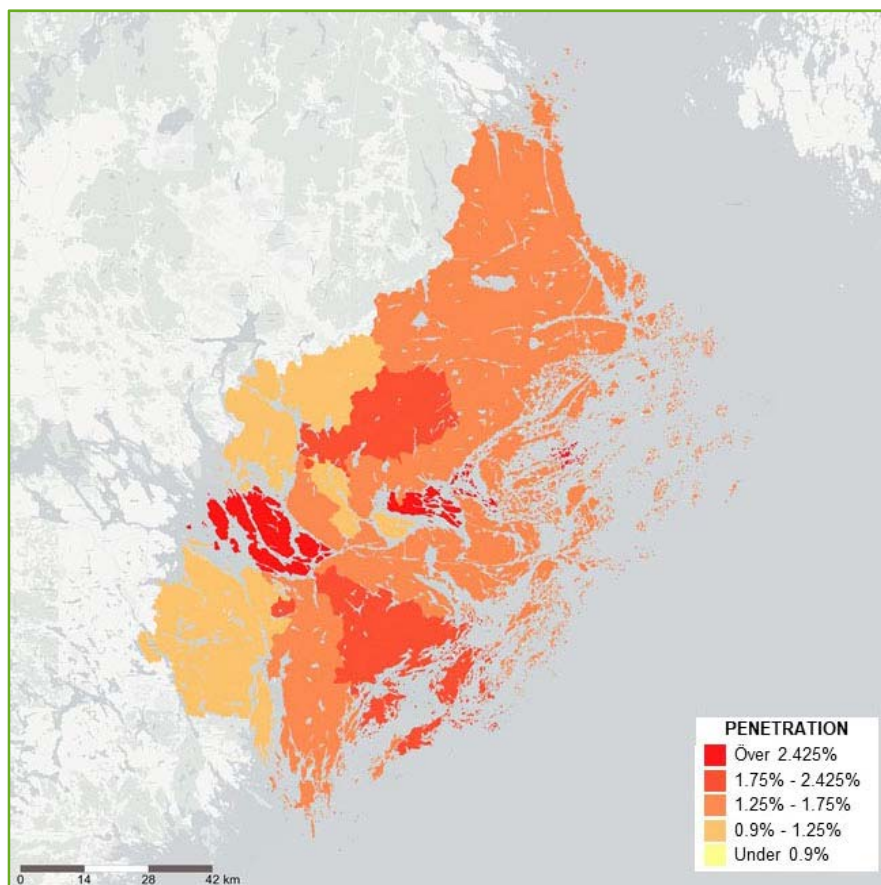 PENETRATION
Över 2.425%
1.75% - 2.425%
1.25% - 1.75%
0.9% - 1.25%
Under 0.9%
0 14 28 42 km